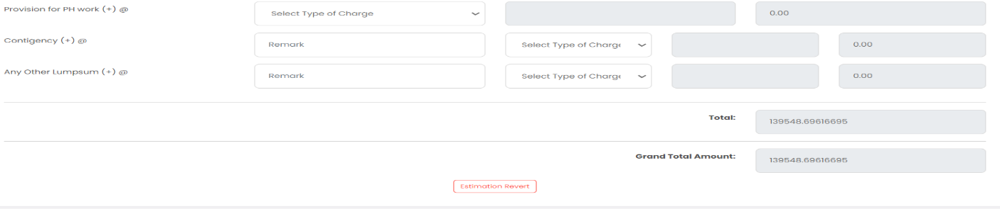 Provision for PH work (+) @ Select Type of Charge 0.00
Contigency (+) @ Remark Select Type of Charge 0.00
Any Other Lumpsum (+) @ Remark Select Type of Charge 0.00
Total: 139548.69616695
Grand Total Amount: 139548.69616695
Estimation Revert